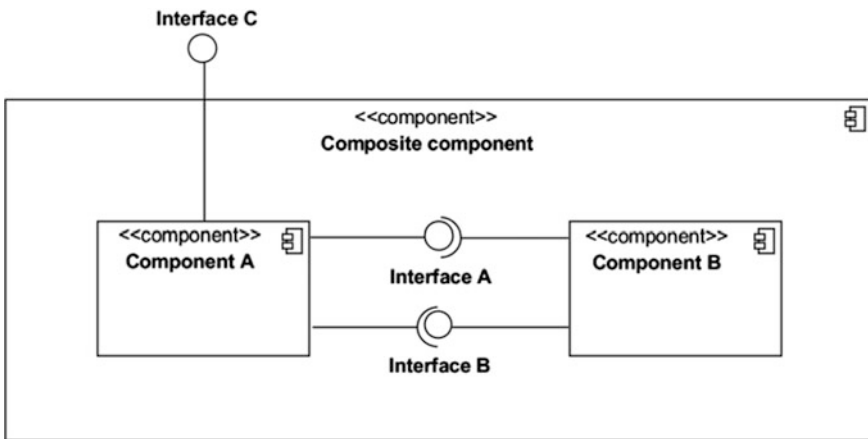 Interface C
<<component>>
Composite component
<<component>>
Component A
<<component>>
Component B
Interface A
Interface B